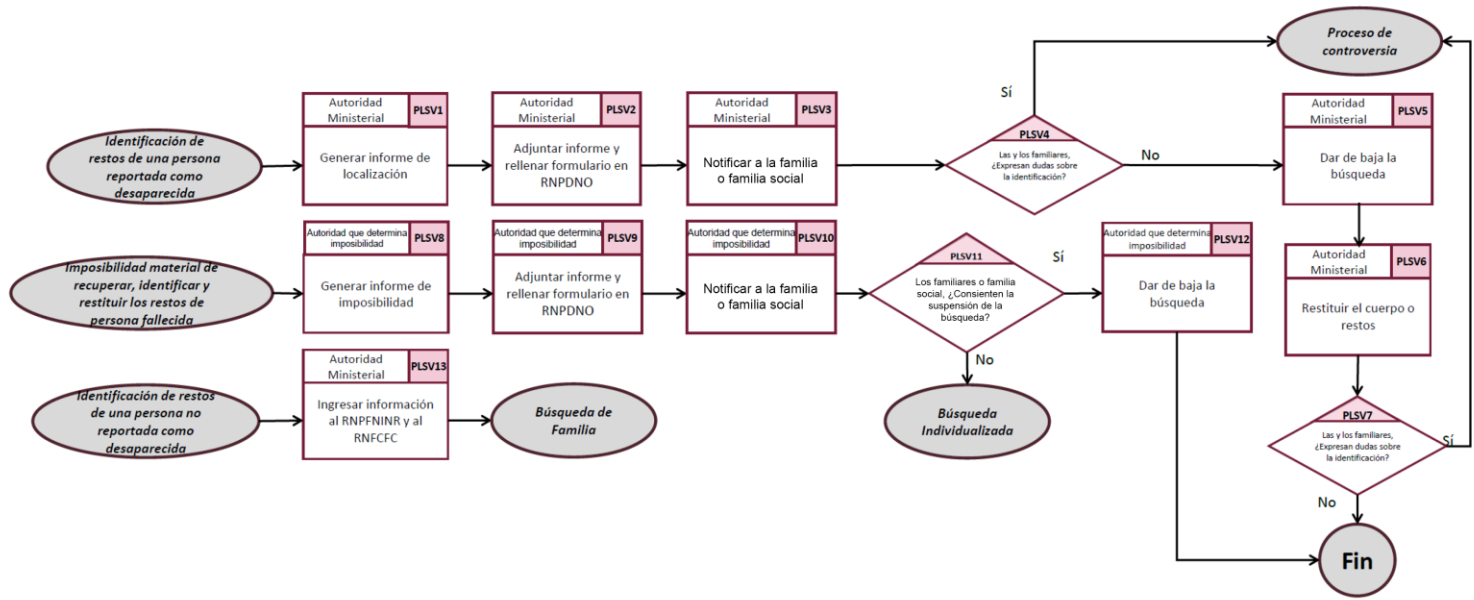 Proceso de
controversia
Sí
Identificación de
restos de una persona
reportada como
desaparecida
Autoridad
Ministerial
PLSV1
Generar informe de
localización
Autoridad
Ministerial
PLSV2
Adjuntar informe y
rellenar formulario en
RNPDNO
Autoridad
Ministerial
PLSV3
Notificar a la familia
o familia social
PLSV4
Las y los familiares,
¿Expresan dudas sobre
la identificación?
No
Autoridad
Ministerial
PLSV5
Dar de baja la
búsqueda
Imposibilidad material de
recuperar, identificar y
restituir los restos de
persona fallecida
Autoridad que determina
imposibilidad
PLSV8
Generar informe de
imposibilidad
Autoridad que determina
imposibilidad
PLSV9
Adjuntar informe y
rellenar formulario en
RNPDNO
Autoridad que determina
imposibilidad
PLSV10
Notificar a la familia
o familia social
PLSV11
Los familiares o familia
social, ¿Consienten la
suspensión de la
búsqueda?
Sí
No
Autoridad que determina
imposibilidad
PLSV12
Dar de baja la
búsqueda
Autoridad
Ministerial
PLSV6
Restituir el cuerpo o
restos
Identificación de restos
de una persona no
reportada como
desaparecida
Autoridad
Ministerial
PLSV13
Ingresar información
al RNPFNINR y al
RNFCFC
Búsqueda de
Familia
Búsqueda
Individualizada
PLSV7
Las y los familiares,
¿Expresan dudas sobre
la identificación?
Sí
No
Fin